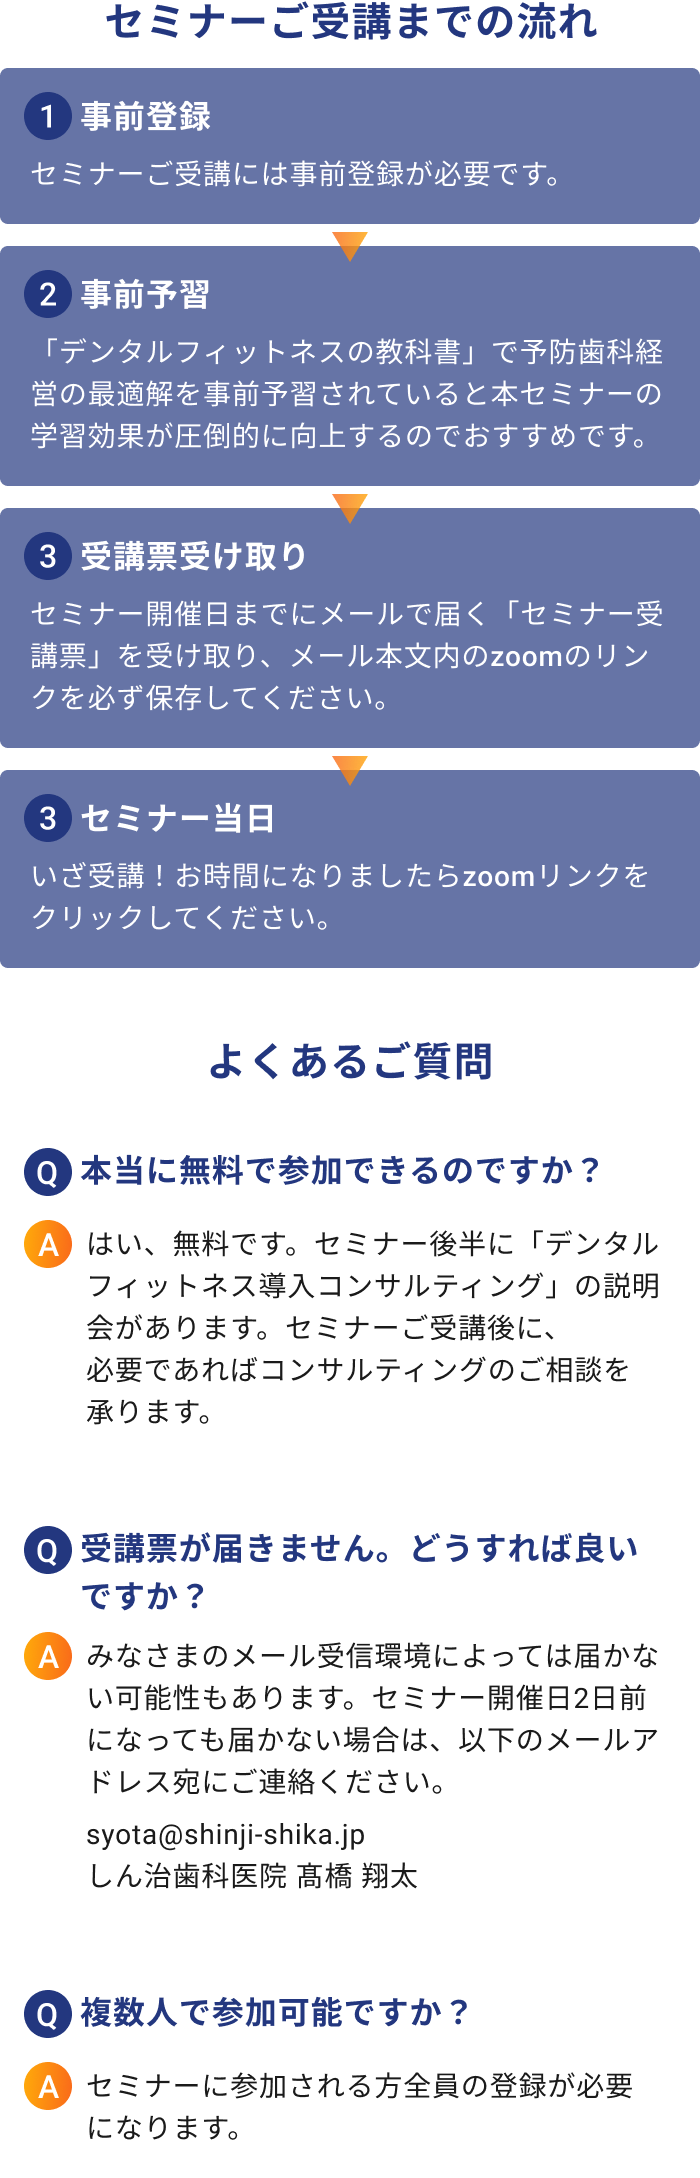 セミナーご受講までの流れ
1 事前登録
セミナーご受講には事前登録が必要です。
2 事前予習
「デンタルフィットネスの教科書」で予防歯科経
営の最適解を事前予習されていると本セミナーの
学習効果が圧倒的に向上するのでおすすめです。
3 受講票受け取り
セミナー開催日までにメールで届く「セミナー受
講票」を受け取り、メール本文内のzoomのリン
クを必ず保存してください。
3 セミナー当日
いざ受講！お時間になりましたらzoomリンクを
クリックしてください。
よくあるご質問
Q 本当に無料で参加できるのですか？
A はい、無料です。セミナー後半に「デンタル
フィットネス導入コンサルティング」の説明
会があります。セミナーご受講後に、
必要であればコンサルティングのご相談を
承ります。
Q 受講票が届きません。どうすれば良い
ですか？
A みなさまのメール受信環境によっては届かな
い可能性もあります。セミナー開催日2日前
になっても届かない場合は、以下のメールア
ドレス宛にご連絡ください。
syota@shinji-shika.jp
しん治歯科医院 髙橋 翔太
Q 複数人で参加可能ですか？
A セミナーに参加される方全員の登録が必要
になります。